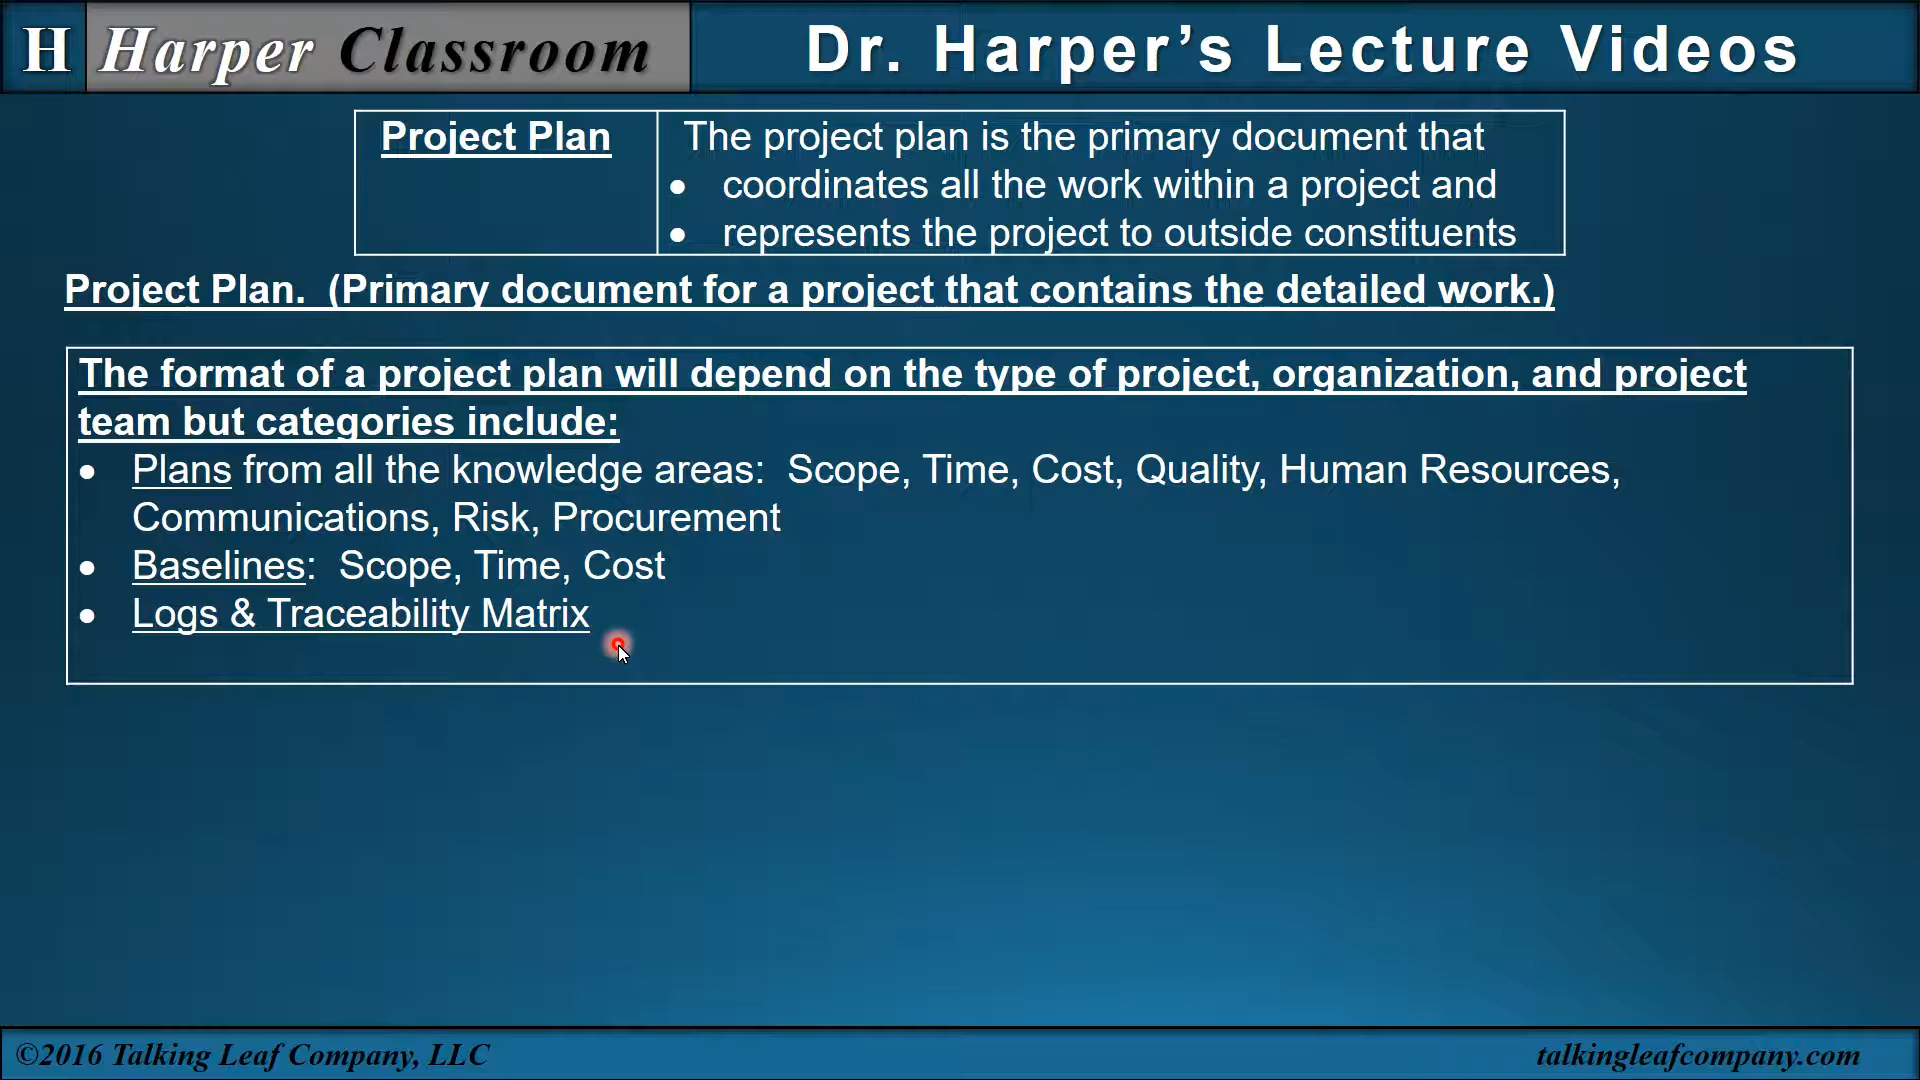 H Harper Classroom Dr. Harper’s Lecture Videos
Project Plan The project plan is the primary document that
• coordinates all the work within a project and
• represents the project to outside constituents
Project Plan. (Primary document for a project that contains the detailed work.)
The format of a project plan will depend on the type of project, organization, and project
team but categories include:
• Plans from all the knowledge areas: Scope, Time, Cost, Quality, Human Resources,
Communications, Risk, Procurement
• Baselines: Scope, Time, Cost
• Logs & Traceability Matrix
©2016 Talking Leaf Company, LLC talkingleafcompany.com